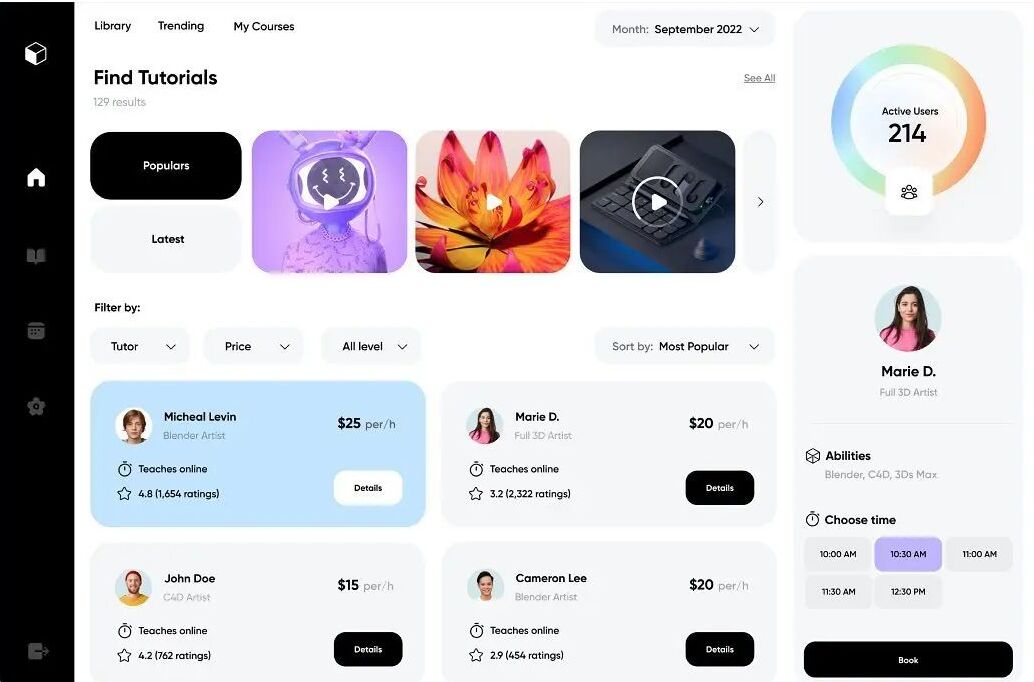 Library Trending My Courses
Month: September 2022
Find Tutorials
See All
129 results
Populars
Latest
Filter by:
Tutor Price All level
Sort by: Most Popular
Micheal Levin
Blender Artist
$25 per/h
Teaches online
4.8 (1,654 ratings)
Details
Marie D.
Full 3D Artist
$20 per/h
Teaches online
3.2 (2,322 ratings)
Details
John Doe
C4D Artist
$15 per/h
Teaches online
4.2 (762 ratings)
Details
Cameron Lee
Blender Artist
$20 per/h
Teaches online
2.9 (454 ratings)
Details
Active Users
214
Marie D.
Full 3D Artist
Abilities
Blender, C4D, 3Ds Max
Choose time
10:00 AM 10:30 AM 11:00 AM
11:30 AM 12:30 PM
Book